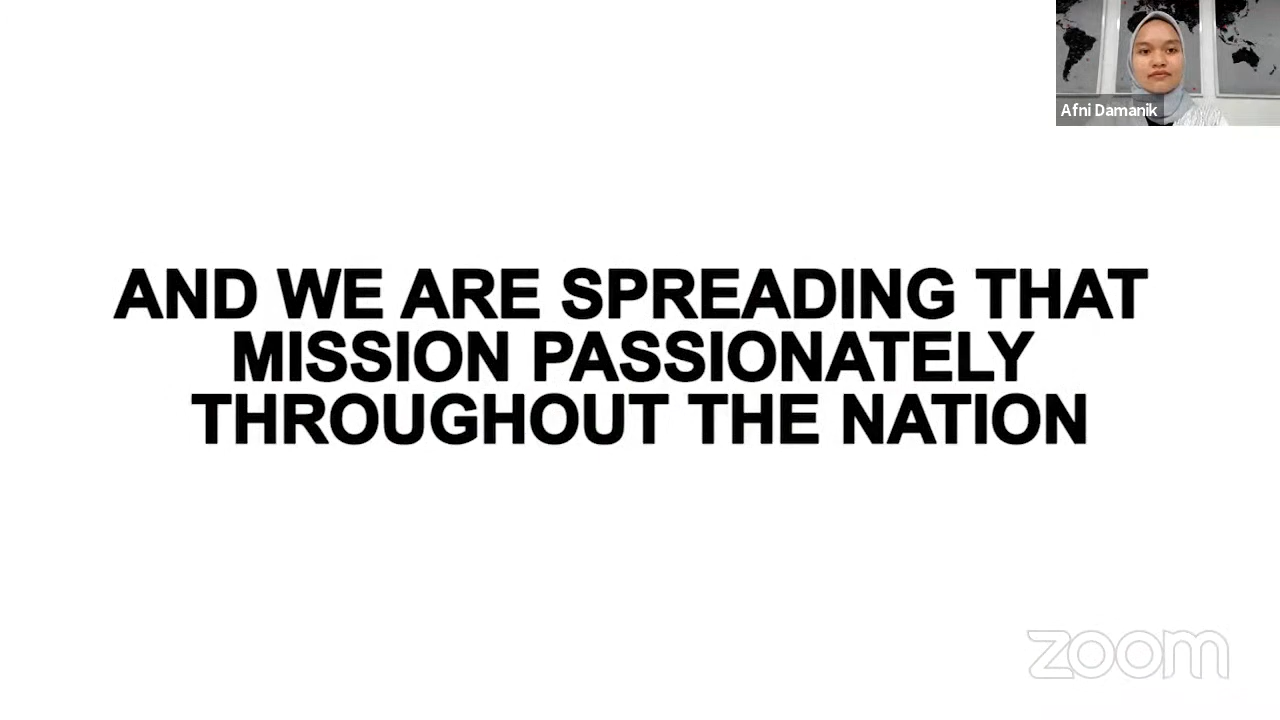 Afni Damanik
AND WE ARE SPREADING THAT
MISSION PASSIONATELY
THROUGHOUT THE NATION
zoom